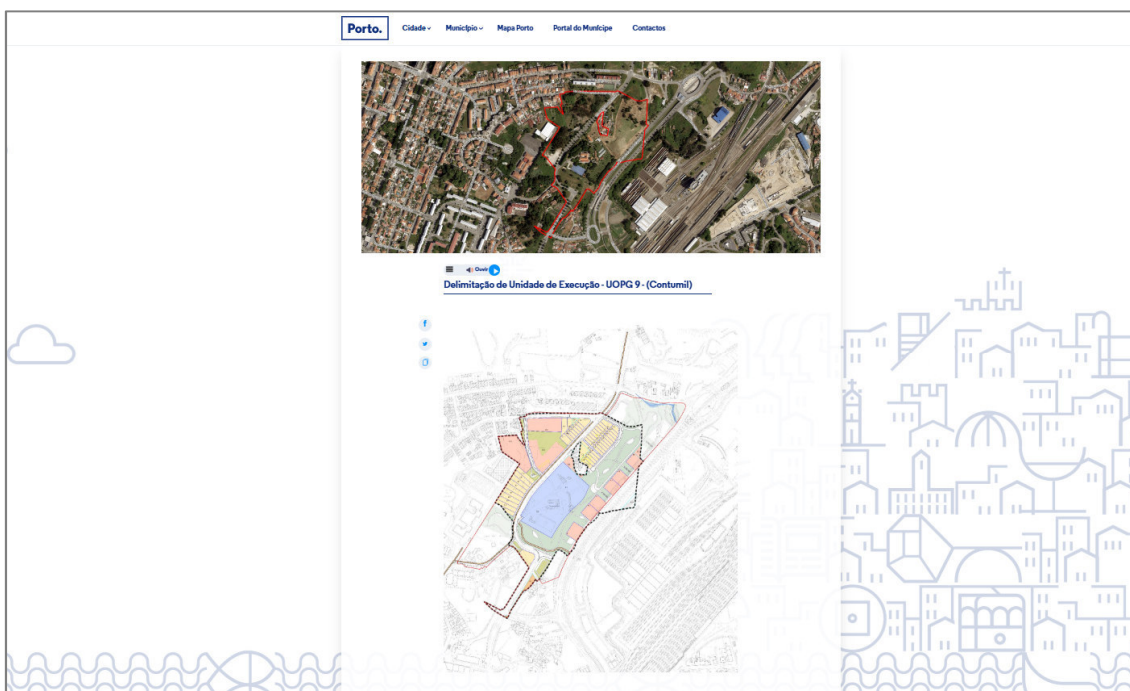 Porto.
Cidade
Município
Mapa Porto
Portal do Munícipe
Contactos
Ouvir
Delimitação de Unidade de Execução - UOPG 9 - (Contumil)